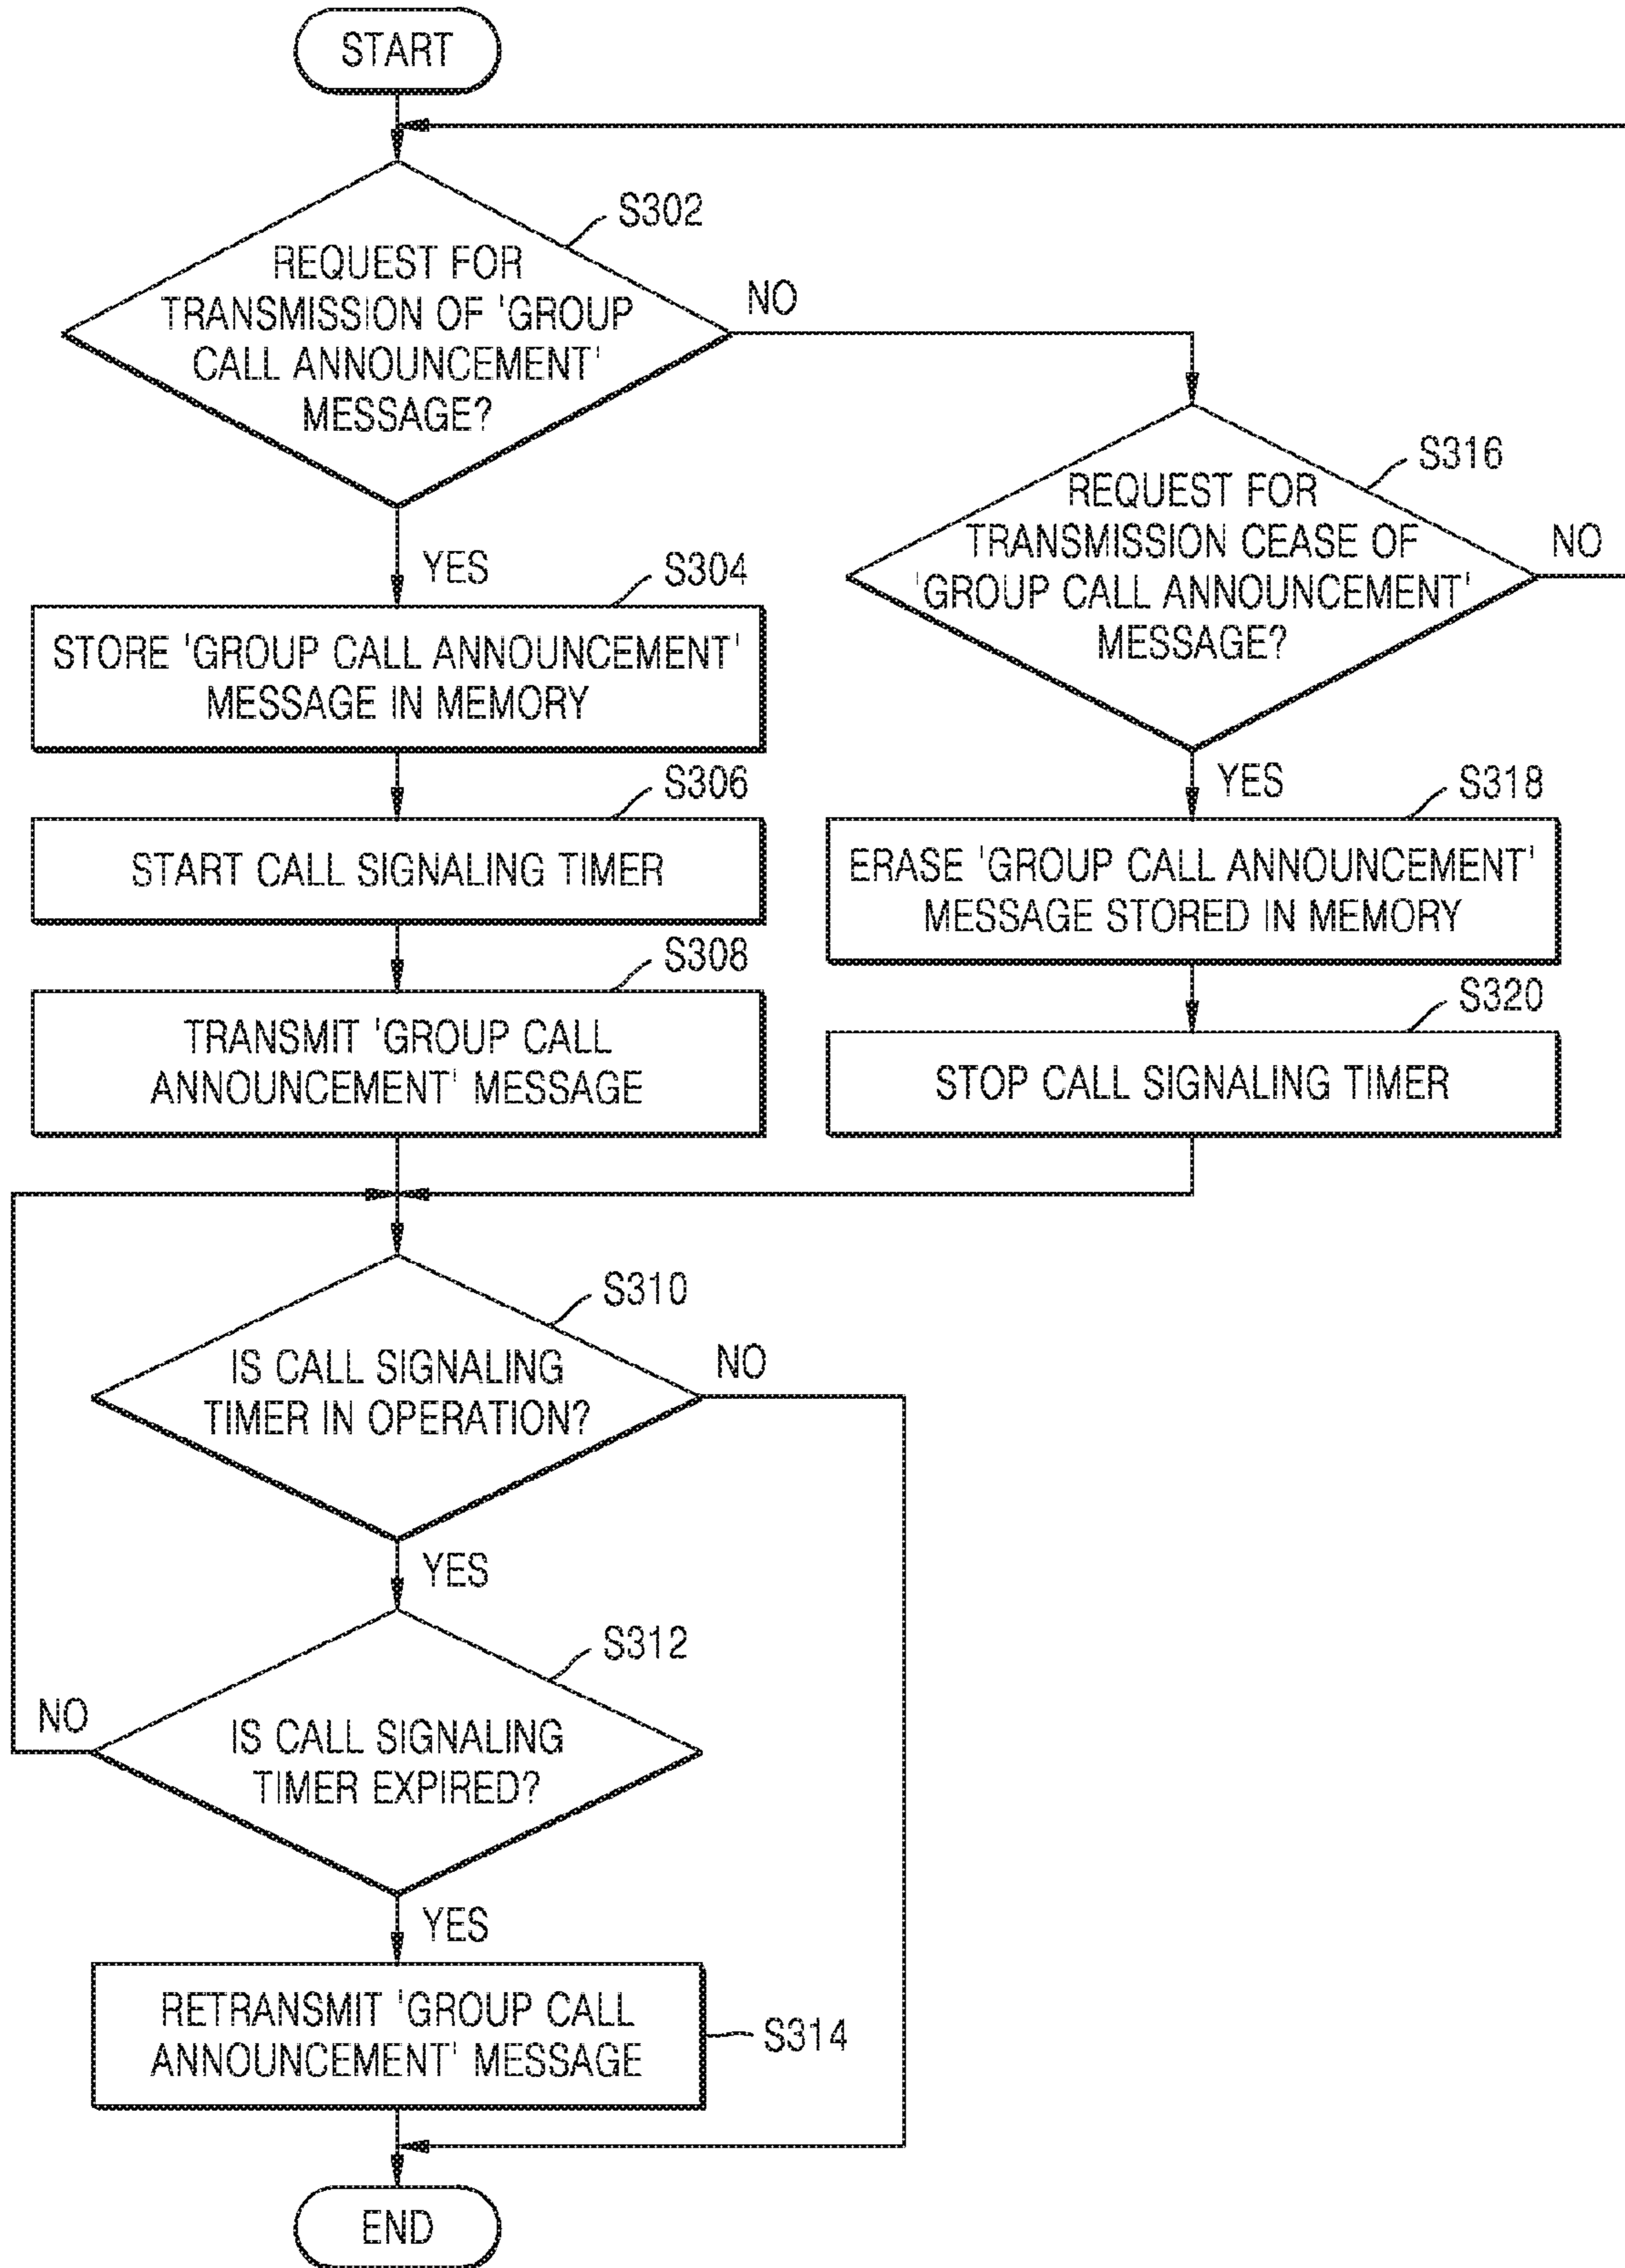 START
S302
REQUEST FOR
TRANSMISSION OF 'GROUP
CALL ANNOUNCEMENT'
MESSAGE?
NO
YES
S304
STORE 'GROUP CALL ANNOUNCEMENT'
MESSAGE IN MEMORY
S306
START CALL SIGNALING TIMER
S308
TRANSMIT 'GROUP CALL
ANNOUNCEMENT' MESSAGE
S316
REQUEST FOR
TRANSMISSION CEASE OF
'GROUP CALL ANNOUNCEMENT'
MESSAGE?
NO
YES
S318
ERASE 'GROUP CALL ANNOUNCEMENT'
MESSAGE STORED IN MEMORY
S320
STOP CALL SIGNALING TIMER
S310
IS CALL SIGNALING
TIMER IN OPERATION?
NO
YES
S312
IS CALL SIGNALING
TIMER EXPIRED?
NO
YES
RETRANSMIT 'GROUP CALL
ANNOUNCEMENT' MESSAGE
S314
END